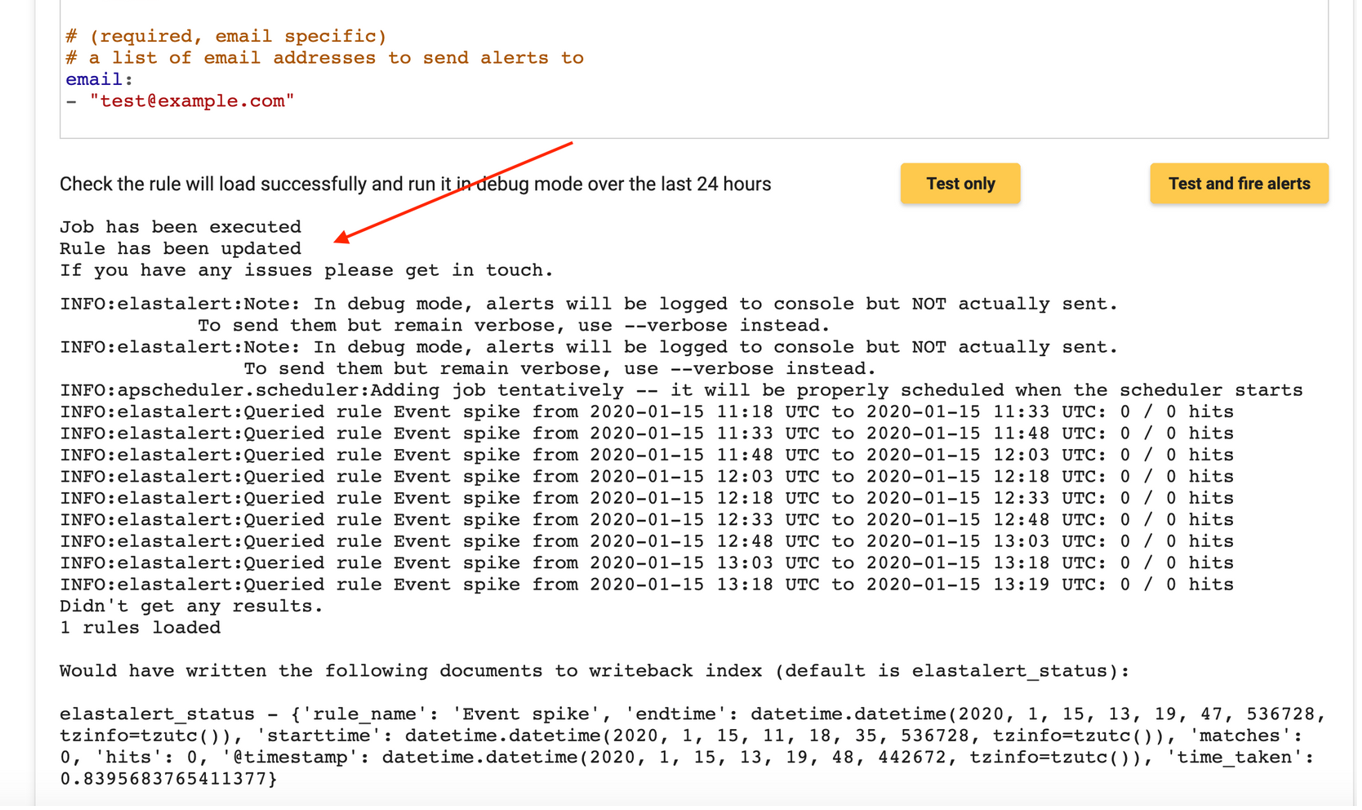 # (required, email specific)
# a list of email addresses to send alerts to
email:
- "test@example.com"
Check the rule will load successfully and run it in debug mode over the last 24 hours
Test only
Test and fire alerts
Job has been executed
Rule has been updated
If you have any issues please get in touch.
INFO:elastalert:Note: In debug mode, alerts will be logged to console but NOT actually sent.
To send them but remain verbose, use --verbose instead.
INFO:elastalert:Note: In debug mode, alerts will be logged to console but NOT actually sent.
To send them but remain verbose, use --verbose instead.
INFO:apscheduler.scheduler:Adding job tentatively -- it will be properly scheduled when the scheduler starts
INFO:elastalert:Queried rule Event spike from 2020-01-15 11:18 UTC to 2020-01-15 11:33 UTC: 0 / 0 hits
INFO:elastalert:Queried rule Event spike from 2020-01-15 11:33 UTC to 2020-01-15 11:48 UTC: 0 / 0 hits
INFO:elastalert:Queried rule Event spike from 2020-01-15 11:48 UTC to 2020-01-15 12:03 UTC: 0 / 0 hits
INFO:elastalert:Queried rule Event spike from 2020-01-15 12:03 UTC to 2020-01-15 12:18 UTC: 0 / 0 hits
INFO:elastalert:Queried rule Event spike from 2020-01-15 12:18 UTC to 2020-01-15 12:33 UTC: 0 / 0 hits
INFO:elastalert:Queried rule Event spike from 2020-01-15 12:33 UTC to 2020-01-15 12:48 UTC: 0 / 0 hits
INFO:elastalert:Queried rule Event spike from 2020-01-15 12:48 UTC to 2020-01-15 13:03 UTC: 0 / 0 hits
INFO:elastalert:Queried rule Event spike from 2020-01-15 13:03 UTC to 2020-01-15 13:18 UTC: 0 / 0 hits
INFO:elastalert:Queried rule Event spike from 2020-01-15 13:18 UTC to 2020-01-15 13:19 UTC: 0 / 0 hits
Didn't get any results.
1 rules loaded
Would have written the following documents to writeback index (default is elastalert_status):
elastalert_status - {'rule_name': 'Event spike', 'endtime': datetime.datetime(2020, 1, 15, 13, 19, 47, 536728,
tzinfo=tzutc()), 'starttime': datetime.datetime(2020, 1, 15, 11, 18, 35, 536728, tzinfo=tzutc()), 'matches':
0, 'hits': 0, '@timestamp': datetime.datetime(2020, 1, 15, 13, 19, 48, 442672, tzinfo=tzutc()), 'time_taken':
0.8395683765411377}